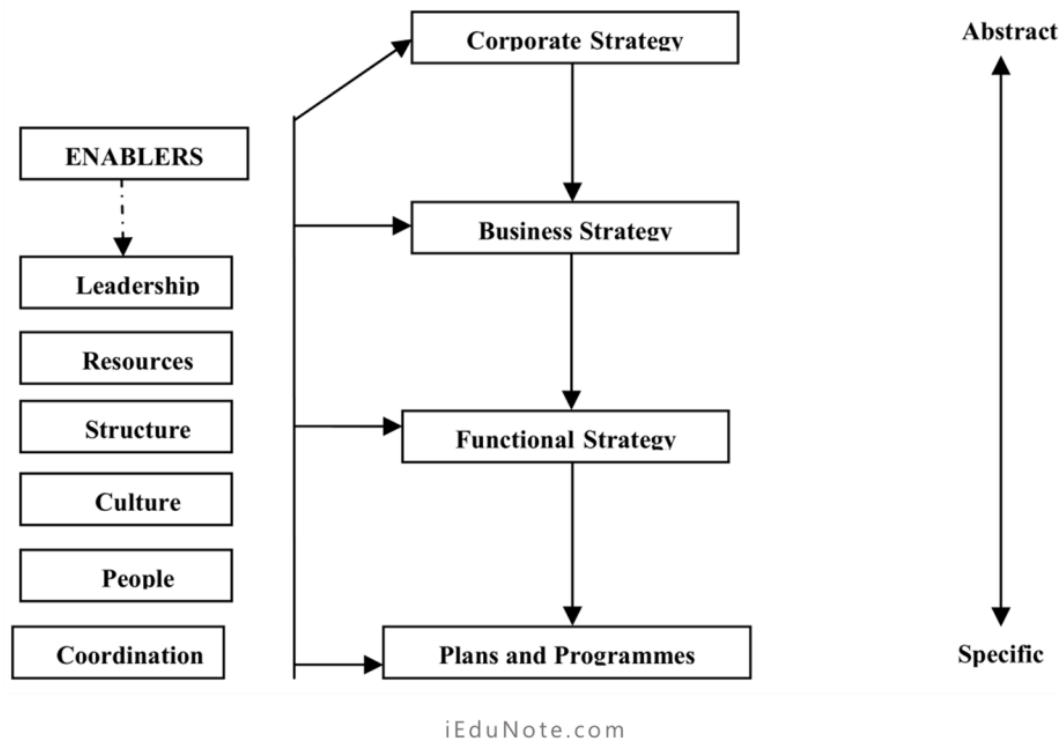 Corporate Strategy
Abstract
ENABLERS
Business Strategy
Leadership
Resources
Structure
Functional Strategy
Culture
People
Coordination
Plans and Programmes
Specific
iEduNote.com